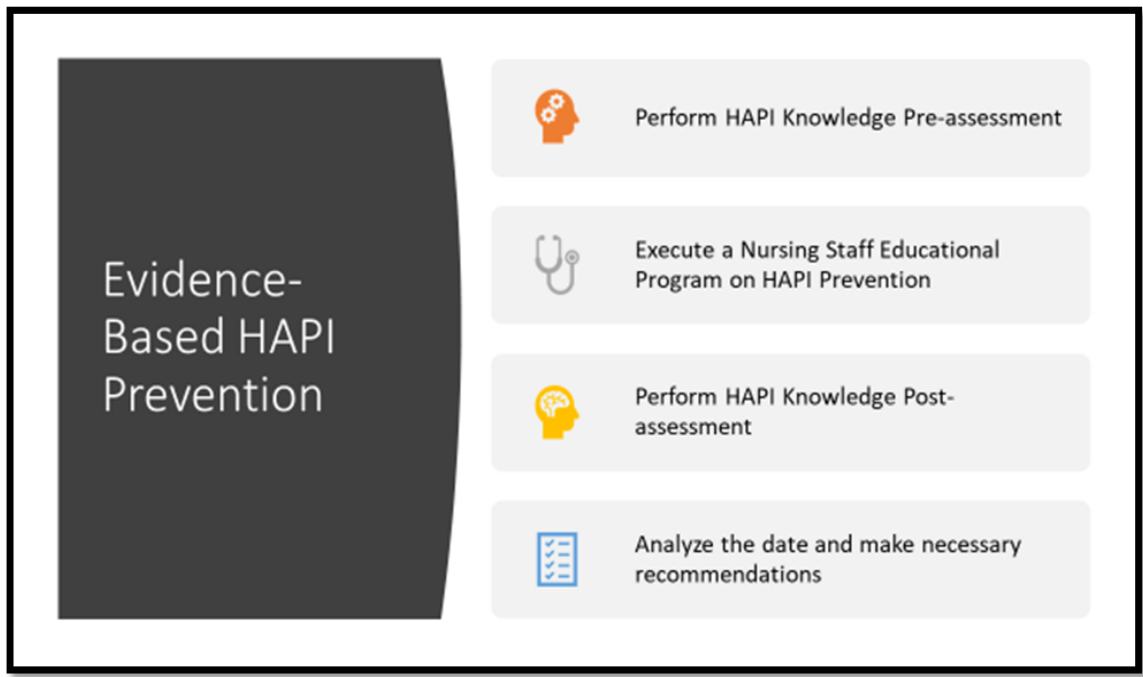 Evidence-
Based HAPI
Prevention
Perform HAPI Knowledge Pre-assessment
Execute a Nursing Staff Educational
Program on HAPI Prevention
Perform HAPI Knowledge Post-
assessment
Analyze the date and make necessary
recommendations